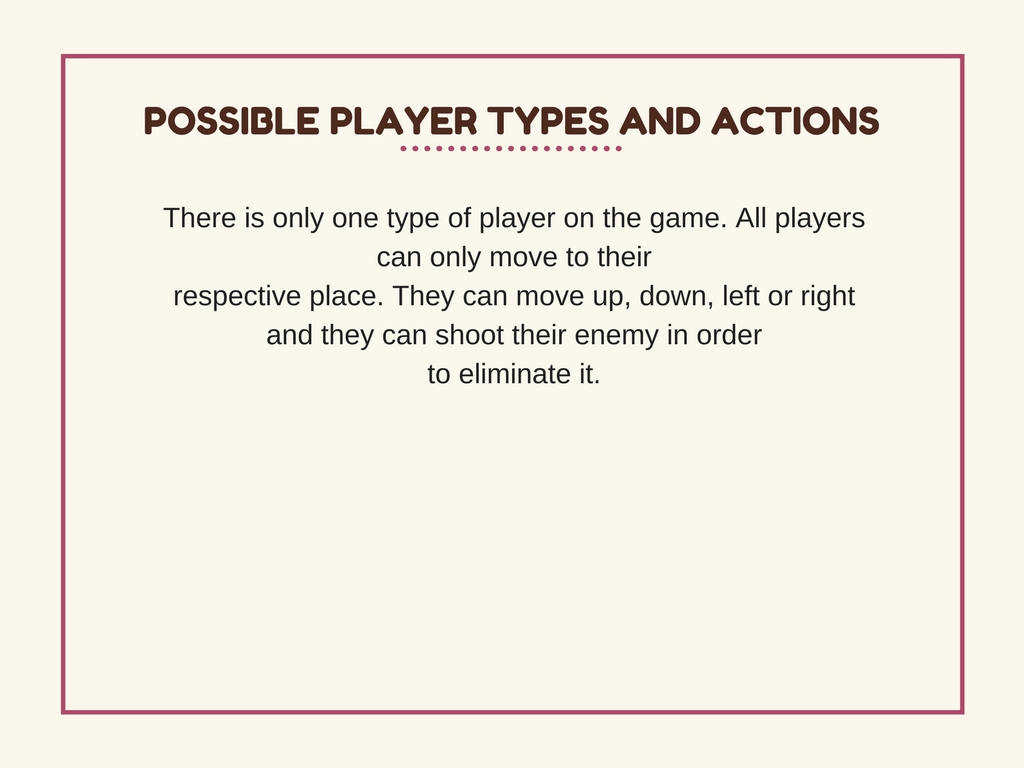 POSSIBLE PLAYER TYPES AND ACTIONS
There is only one type of player on the game. All players
can only move to their
respective place. They can move up, down, left or right
and they can shoot their enemy in order
to eliminate it.